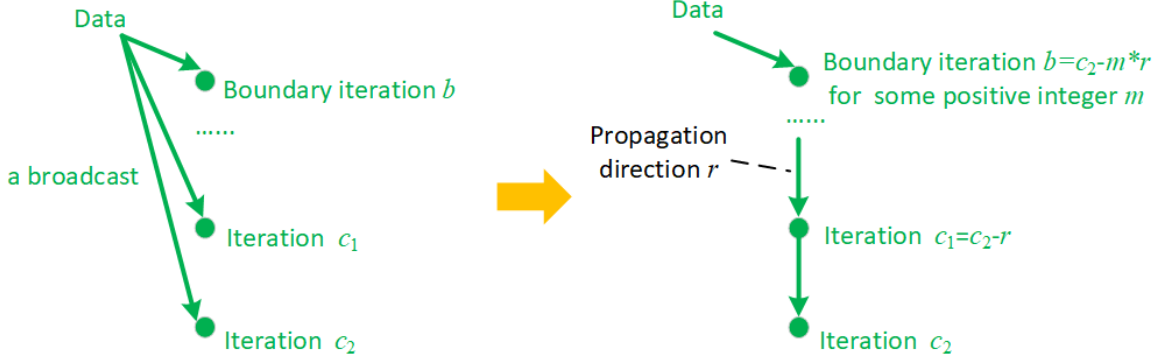 Data
Boundary iteration b
......
a broadcast
Iteration c₁
Iteration c₂
Data
Boundary iteration b=c₂-m*r
for some positive integer m
......
Propagation
direction r
Iteration c₁=c₂-r
Iteration c₂